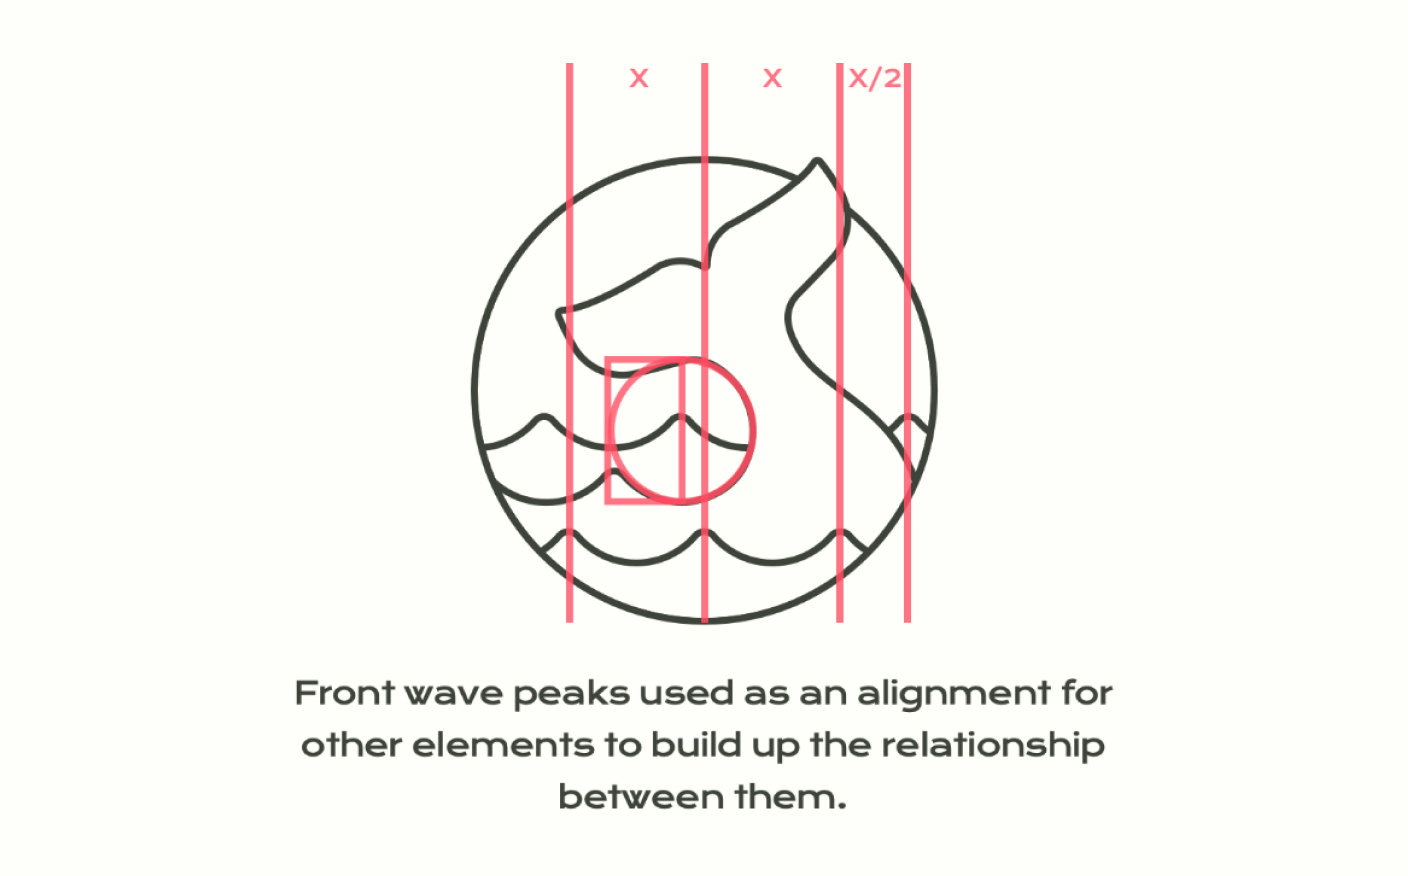 X X X/2
Front wave peaks used as an alignment for
other elements to build up the relationship
between them.